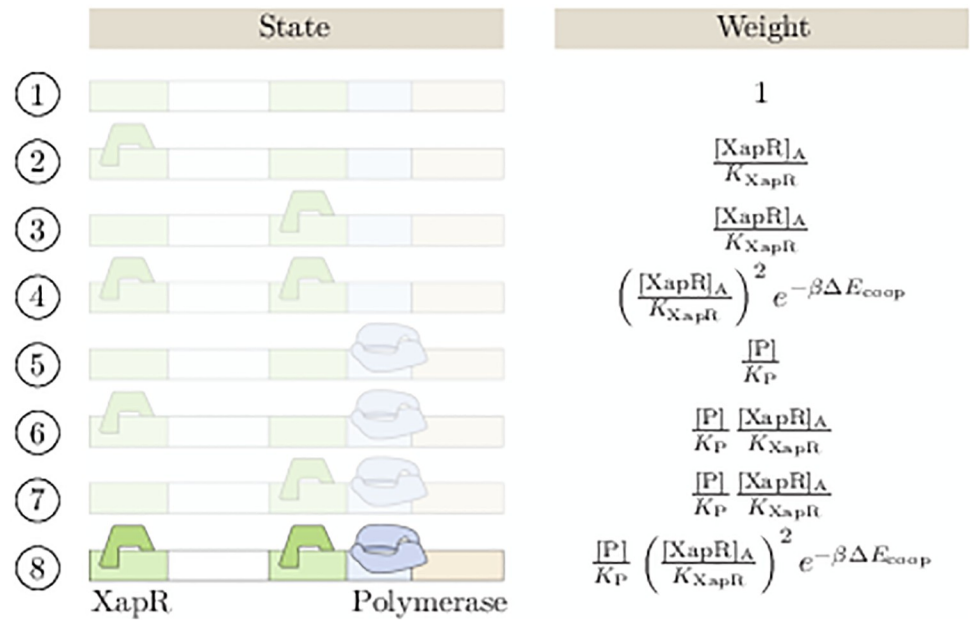 State Weight
① 1
② [XapR]_A / K_XapR
③ [XapR]_A / K_XapR
④ ([XapR]_A / K_XapR)^2 e^{−βΔE_coop}
⑤ [P] / K_P
⑥ [P] / K_P [XapR]_A / K_XapR
⑦ [P] / K_P [XapR]_A / K_XapR
⑧ [P] / K_P ([XapR]_A / K_XapR)^2 e^{−βΔE_coop}
XapR Polymerase